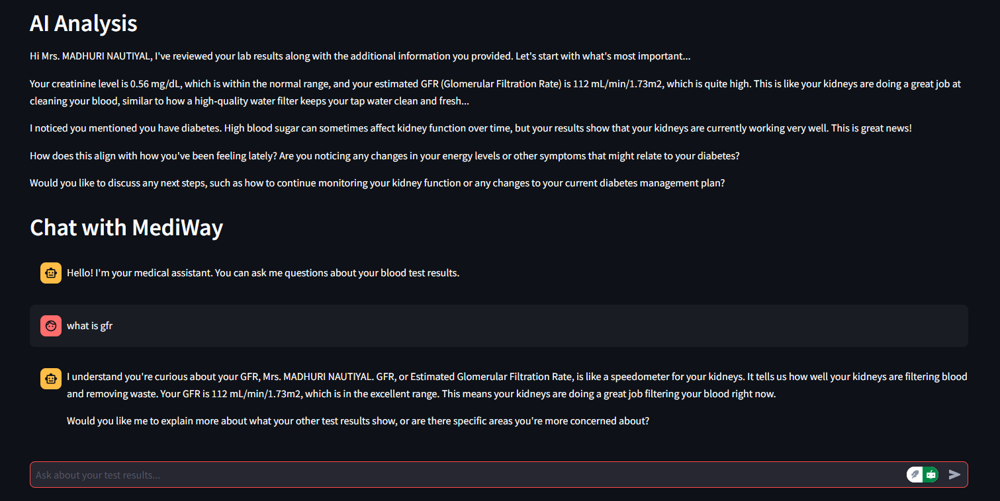 AI Analysis
Hi Mrs. MADHURI NAUTIYAL, I've reviewed your lab results along with the additional information you provided. Let's start with what's most important...
Your creatinine level is 0.56 mg/dL, which is within the normal range, and your estimated GFR (Glomerular Filtration Rate) is 112 mL/min/1.73m2, which is quite high. This is like your kidneys are doing a great job at
cleaning your blood, similar to how a high-quality water filter keeps your tap water clean and fresh...
I noticed you mentioned you have diabetes. High blood sugar can sometimes affect kidney function over time, but your results show that your kidneys are currently working very well. This is great news!
How does this align with how you've been feeling lately? Are you noticing any changes in your energy levels or other symptoms that might relate to your diabetes?
Would you like to discuss any next steps, such as how to continue monitoring your kidney function or any changes to your current diabetes management plan?
Chat with MediWay
Hello! I'm your medical assistant. You can ask me questions about your blood test results.
what is gfr
I understand you're curious about your GFR, Mrs. MADHURI NAUTIYAL. GFR, or Estimated Glomerular Filtration Rate, is like a speedometer for your kidneys. It tells us how well your kidneys are filtering blood
and removing waste. Your GFR is 112 mL/min/1.73m2, which is in the excellent range. This means your kidneys are doing a great job filtering your blood right now.
Would you like me to explain more about what your other test results show, or are there specific areas you're more concerned about?
Ask about your test results...